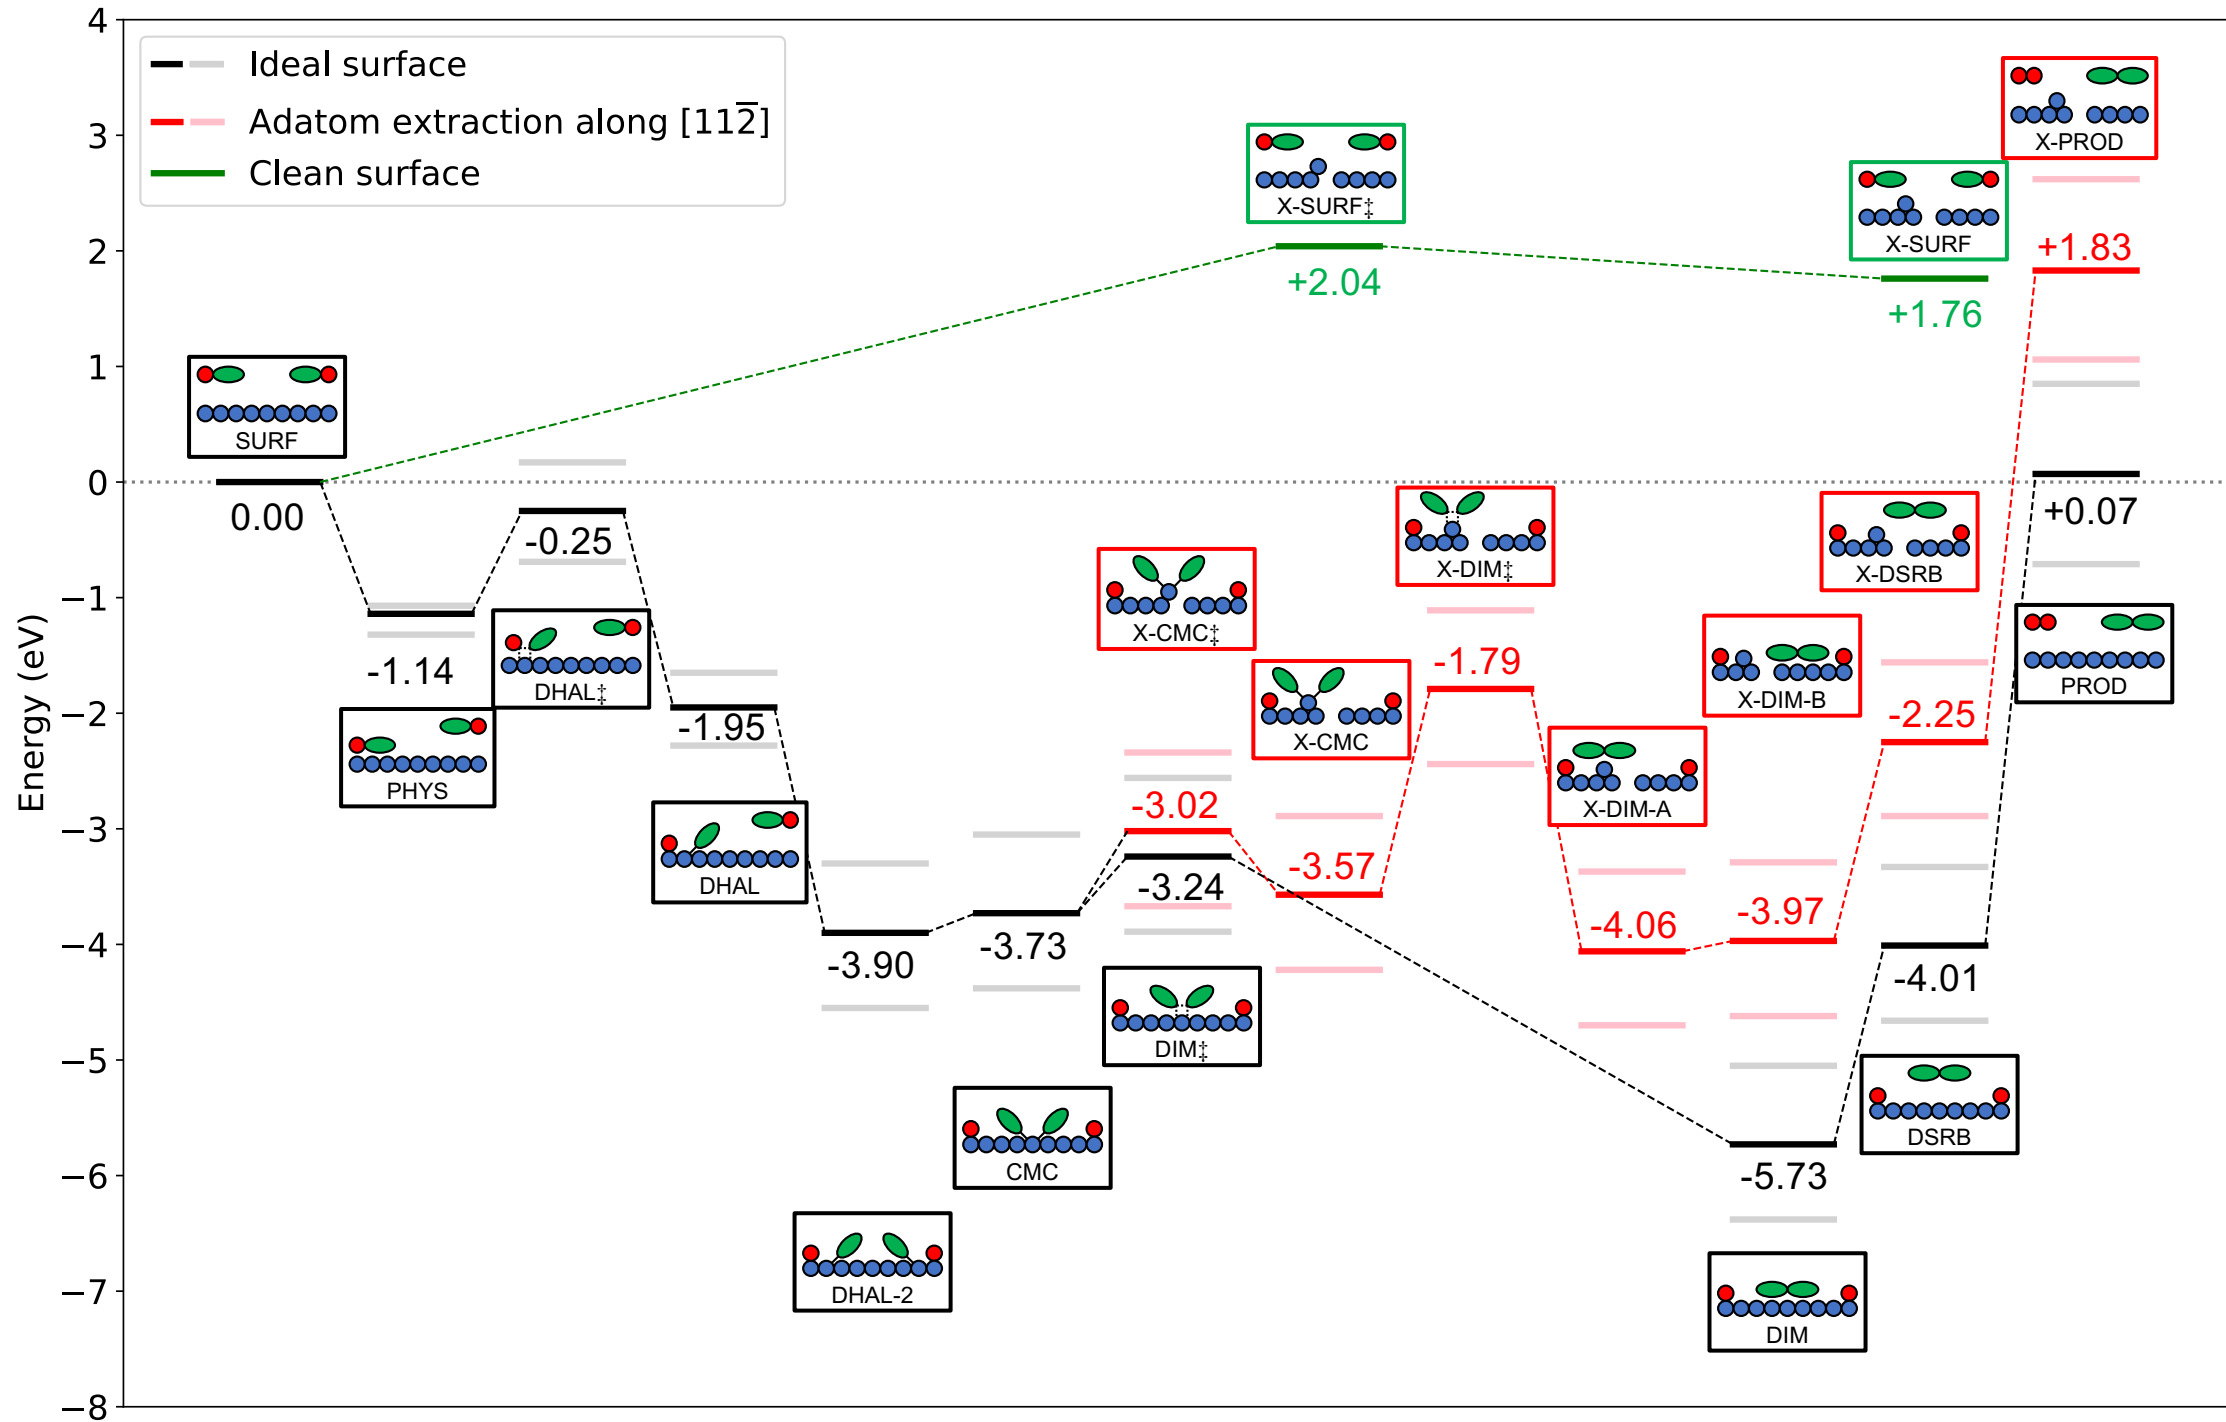 Ideal surface
Adatom extraction along [112̅]
Clean surface
Energy (eV)
4
3
2
1
0
−1
−2
−3
−4
−5
−6
−7
−8
SURF
0.00
-1.14
PHYS
-0.25
DHAL‡
-1.95
DHAL
-3.90
DHAL-2
-3.73
CMC
X-CMC‡
-3.02
-3.24
DIM‡
X-SURF‡
+2.04
X-CMC
-3.57
X-DIM‡
-1.79
X-DIM-A
-4.06
X-DIM-B
-3.97
-5.73
DIM
X-SURF
+1.76
X-DSRB
-2.25
-4.01
DSRB
X-PROD
+1.83
+0.07
PROD